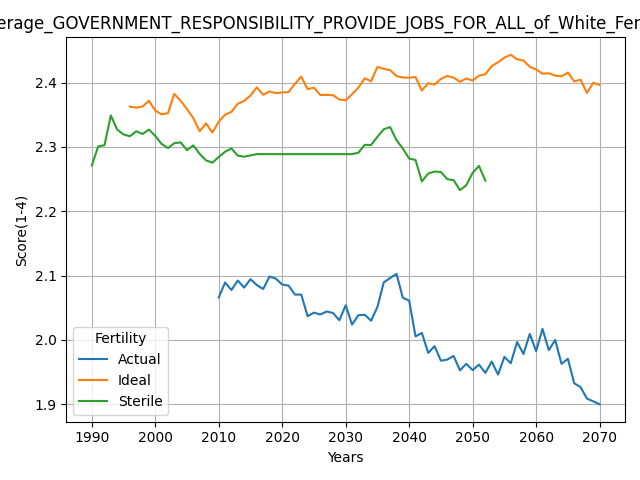 erage_GOVERNMENT_RESPONSIBILITY_PROVIDE_JOBS_FOR_ALL_of_White_Fer
Score(1-4)
2.4
2.3
2.2
2.1
2.0
1.9
Fertility
Actual
Ideal
Sterile
1990 2000 2010 2020 2030 2040 2050 2060 2070
Years